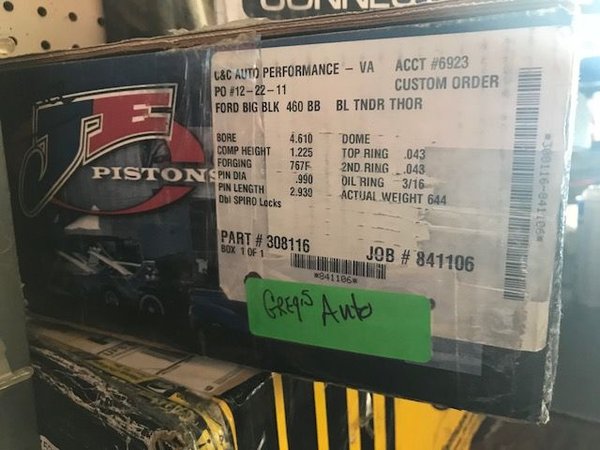 C&C AUTO PERFORMANCE - VA ACCT #6923
PO #12-22-11 CUSTOM ORDER
FORD BIG BLK 460 BB BL TNDR THOR
JE
PISTONS
BORE 4.610 DOME
COMP HEIGHT 1.225 TOP RING .043
FORGING 767F 2ND RING .043
PIN DIA .990 OIL RING 3/16
PIN LENGTH 2.930 ACTUAL WEIGHT 644
Dbl SPIRO Locks
PART # 308116 JOB # 841106
BOX 1 OF 1
*841106*
*308116-841106*
GREG'S Auto